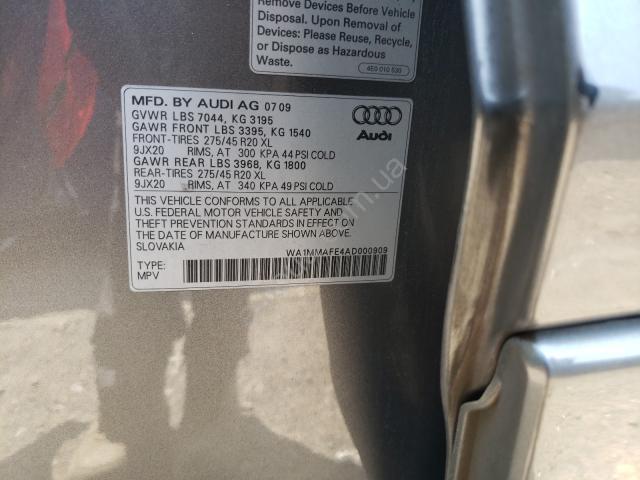 Remove Devices Before Vehicle
Disposal. Upon Removal of
Devices: Please Reuse, Recycle,
or Dispose as Hazardous
Waste.
4E0 010 530
MFD. BY AUDI AG 07 09
GVWR LBS 7044, KG 3195
GAWR FRONT LBS 3395, KG 1540
FRONT-TIRES 275/45 R20 XL
9JX20 RIMS, AT 300 KPA 44 PSI COLD
GAWR REAR LBS 3968, KG 1800
REAR-TIRES 275/45 R20 XL
9JX20 RIMS, AT 340 KPA 49 PSI COLD
Audi
THIS VEHICLE CONFORMS TO ALL APPLICABLE
U.S. FEDERAL MOTOR VEHICLE SAFETY AND
THEFT PREVENTION STANDARDS IN EFFECT ON
THE DATE OF MANUFACTURE SHOWN ABOVE.
SLOVAKIA
WA1MMAFE4AD000909
TYPE:
MPV